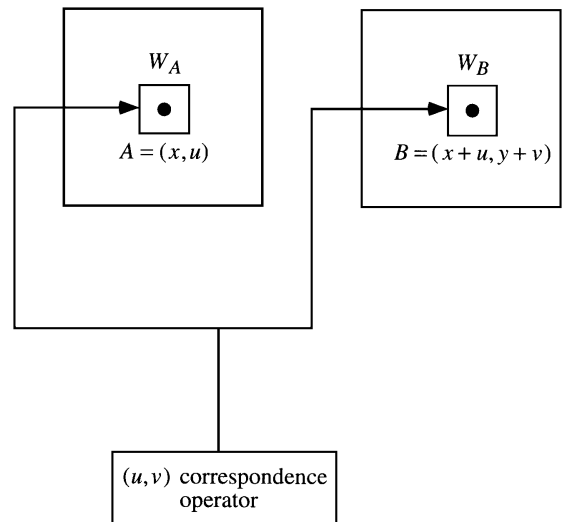 W_A
W_B
A = (x, u)
B = (x + u, y + v)
(u, v) correspondence
operator